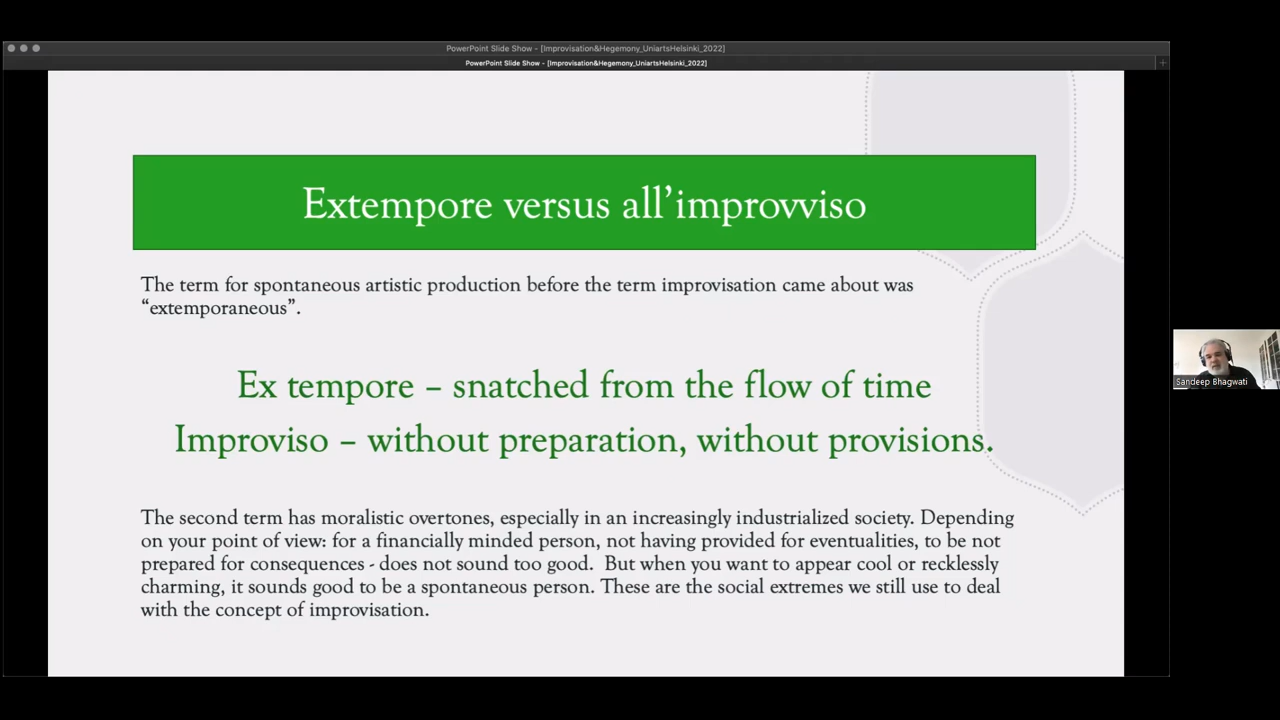 PowerPoint Slide Show - [Improvisation&Hegemony_UniartsHelsinki_2022]
PowerPoint Slide Show - [Improvisation&Hegemony_UniartsHelsinki_2022]
Extempore versus all’improvviso
The term for spontaneous artistic production before the term improvisation came about was
“extemporaneous”.
Ex tempore – snatched from the flow of time
Improviso – without preparation, without provisions.
The second term has moralistic overtones, especially in an increasingly industrialized society. Depending
on your point of view: for a financially minded person, not having provided for eventualities, to be not
prepared for consequences - does not sound too good.  But when you want to appear cool or recklessly
charming, it sounds good to be a spontaneous person. These are the social extremes we still use to deal
with the concept of improvisation.
Sandeep Bhagwati